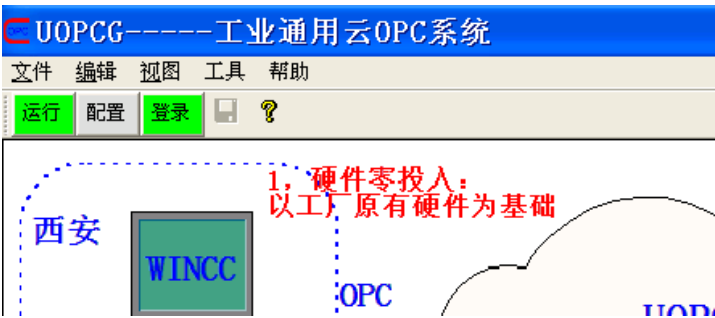 OPC UOPCG-----工业通用云OPC系统
文件 编辑 视图 工具 帮助
运行 配置 登录
1，硬件零投入：
以工厂原有硬件为基础
西安
WINCC
OPC
UOPC